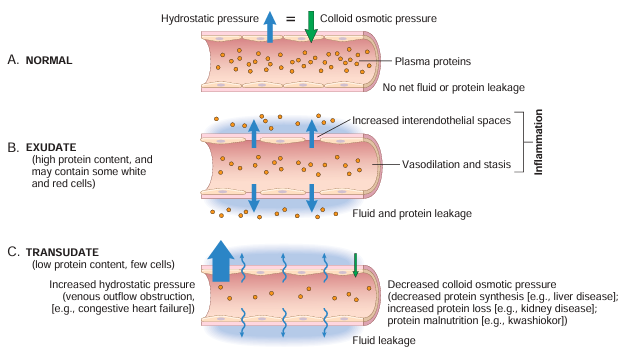 Hydrostatic pressure = Colloid osmotic pressure
A. NORMAL
Plasma proteins
No net fluid or protein leakage
Increased interendothelial spaces
B. EXUDATE
(high protein content, and
may contain some white
and red cells)
Vasodilation and stasis
Inflammation
Fluid and protein leakage
C. TRANSUDATE
(low protein content, few cells)
Increased hydrostatic pressure
(venous outflow obstruction,
[e.g., congestive heart failure])
Decreased colloid osmotic pressure
(decreased protein synthesis [e.g., liver disease];
increased protein loss [e.g., kidney disease];
protein malnutrition [e.g., kwashiokor])
Fluid leakage